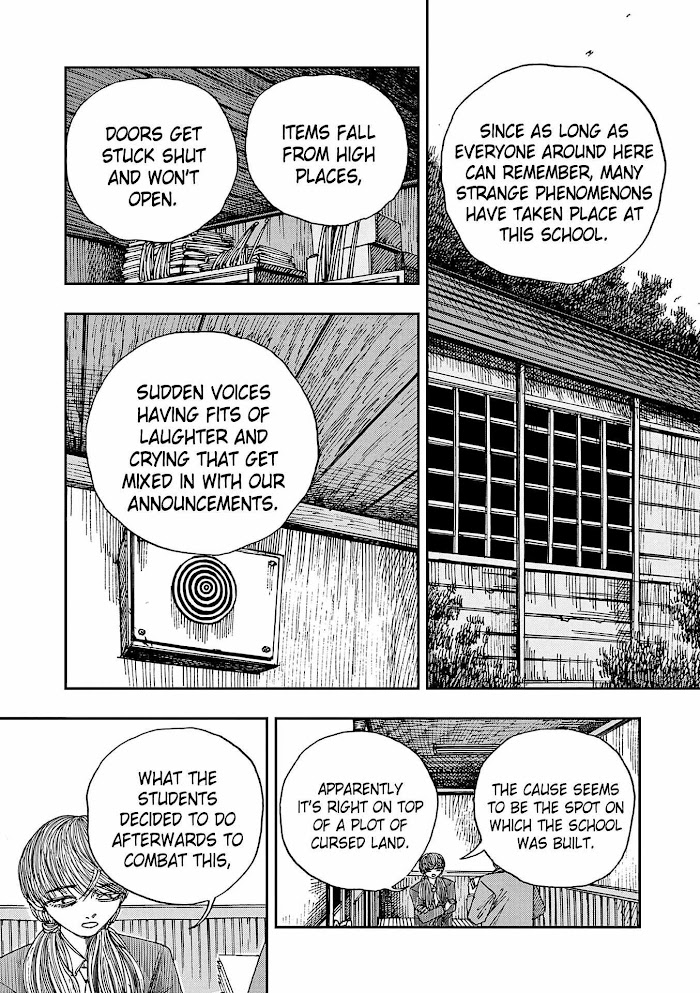 SINCE AS LONG AS
EVERYONE AROUND HERE
CAN REMEMBER, MANY
STRANGE PHENOMENONS
HAVE TAKEN PLACE AT
THIS SCHOOL.
ITEMS FALL
FROM HIGH
PLACES,
DOORS GET
STUCK SHUT
AND WON'T
OPEN.
SUDDEN VOICES
HAVING FITS OF
LAUGHTER AND
CRYING THAT GET
MIXED IN WITH OUR
ANNOUNCEMENTS.
THE CAUSE SEEMS
TO BE THE SPOT ON
WHICH THE SCHOOL
WAS BUILT.
APPARENTLY
IT'S RIGHT ON TOP
OF A PLOT OF
CURSED LAND.
WHAT THE
STUDENTS
DECIDED TO DO
AFTERWARDS TO
COMBAT THIS,